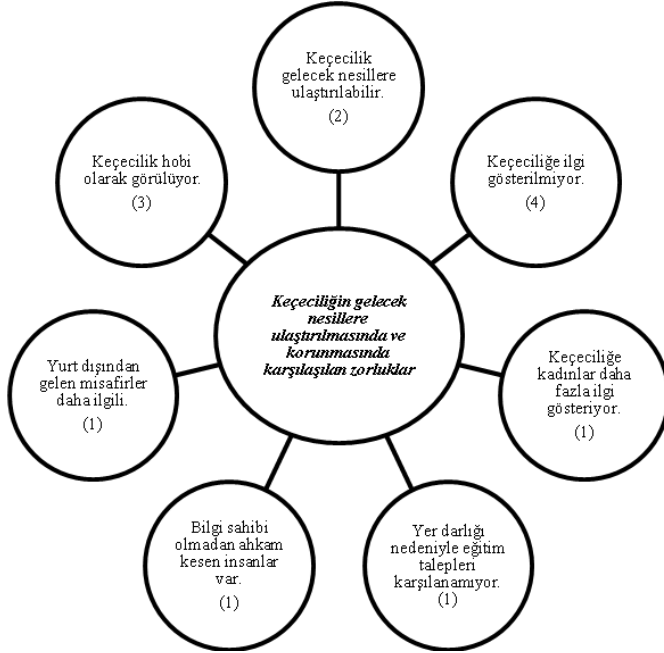 Keçecilik
gelecek nesillere
ulaştırılabilir.
(2)
Keçecilik hobi
olarak görülüyor.
(3)
Keçeciliğe ilgi
gösterilmiyor.
(4)
Keçeciliğin gelecek
nesillere
ulaştırılmasında ve
korunmasında
karşılaşılan zorluklar
Yurt dışından
gelen misafirler
daha ilgili.
(1)
Keçeciliğe
kadınlar daha
fazla ilgi
gösteriyor.
(1)
Bilgi sahibi
olmadan ahkam
kesen insanlar
var.
(1)
Yer darlığı
nedeniyle eğitim
talepleri
karşılanamıyor.
(1)